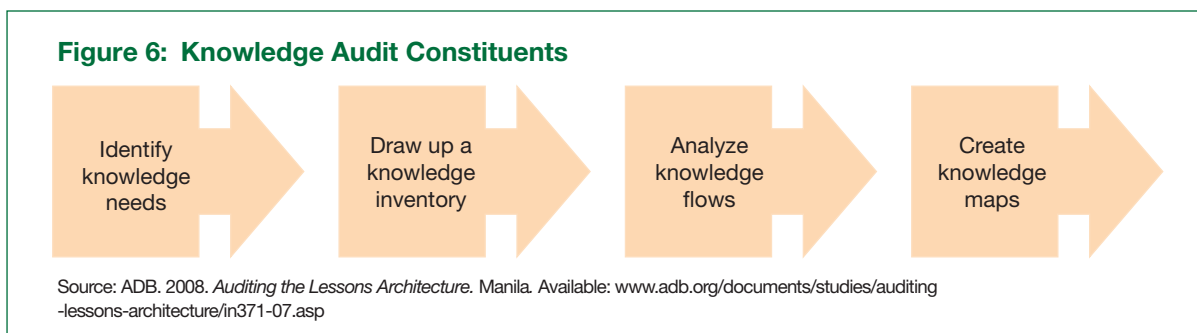 Figure 6: Knowledge Audit Constituents
Identify
knowledge
needs
Draw up a
knowledge
inventory
Analyze
knowledge
flows
Create
knowledge
maps
Source: ADB. 2008. Auditing the Lessons Architecture. Manila. Available: www.adb.org/documents/studies/auditing
-lessons-architecture/in371-07.asp